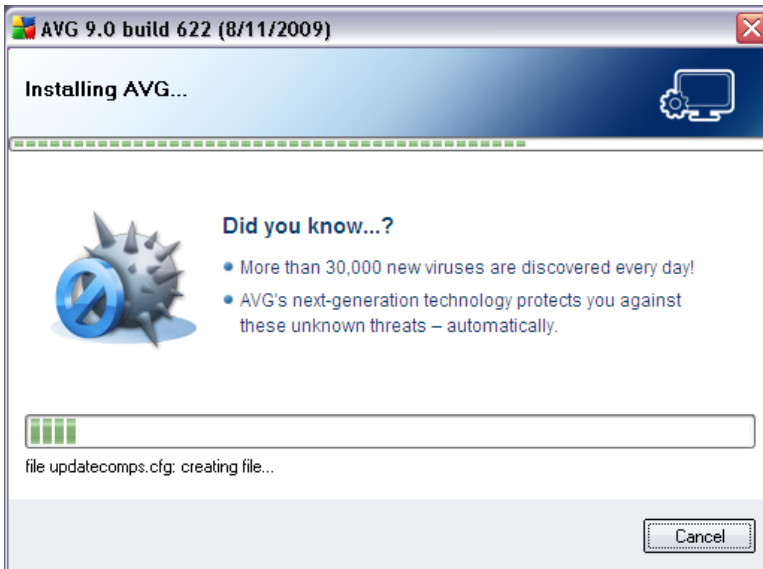 AVG 9.0 build 622 (8/11/2009)
Installing AVG...
Did you know...?
More than 30,000 new viruses are discovered every day!
AVG's next-generation technology protects you against
these unknown threats – automatically.
file updatecomps.cfg: creating file...
Cancel